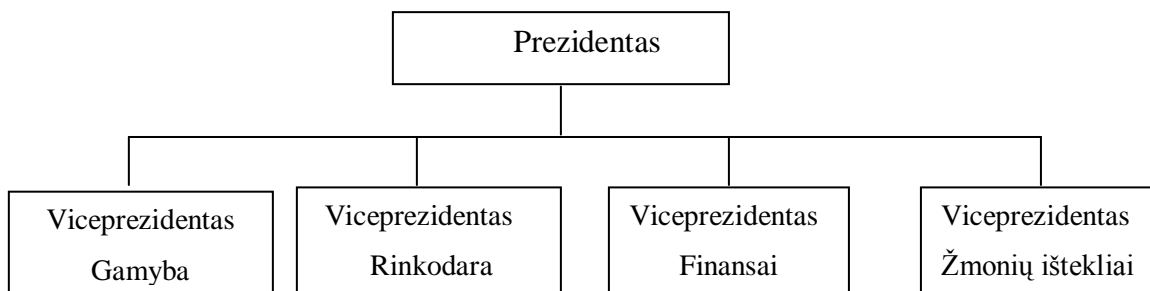 Prezidentas
Viceprezidentas
Gamyba
Viceprezidentas
Rinkodara
Viceprezidentas
Finansai
Viceprezidentas
Žmonių ištekliai